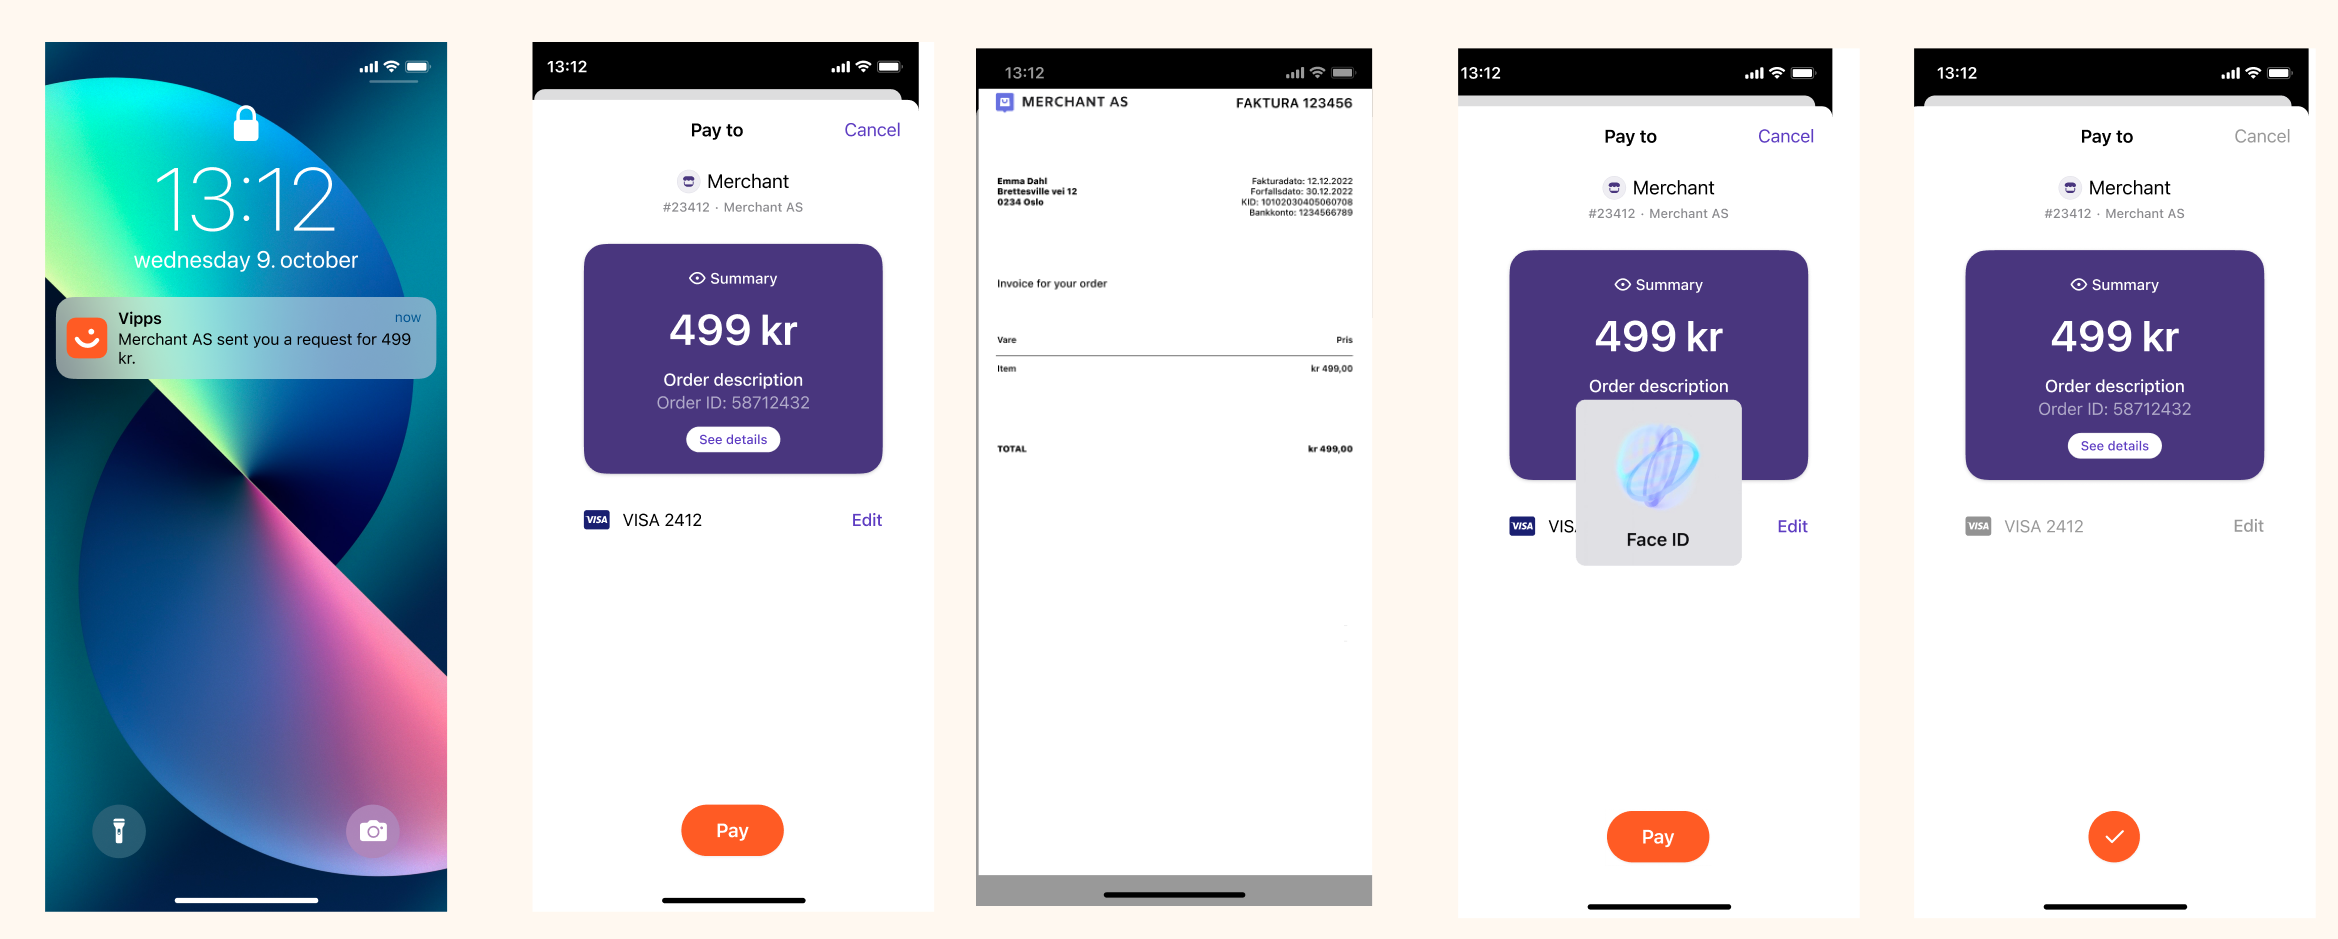 13:12
wednesday 9. october
Vipps
now
Merchant AS sent you a request for 499
kr.
13:12
Pay to
Cancel
Merchant
#23412 · Merchant AS
Summary
499 kr
Order description
Order ID: 58712432
See details
VISA VISA 2412
Edit
Pay
13:12
MERCHANT AS
FAKTURA 123456
Emma Dahl
Brettesville vei 12
0234 Oslo
Fakturadato: 12.12.2022
Forfallsdato: 30.12.2022
KID: 10102030405060708
Bankkonto: 1234566789
Invoice for your order
Vare
Pris
Item
kr 499,00
TOTAL
kr 499,00
13:12
Pay to
Cancel
Merchant
#23412 · Merchant AS
Summary
499 kr
Order description
VISA VIS
Edit
Face ID
Pay
13:12
Pay to
Cancel
Merchant
#23412 · Merchant AS
Summary
499 kr
Order description
Order ID: 58712432
See details
VISA VISA 2412
Edit